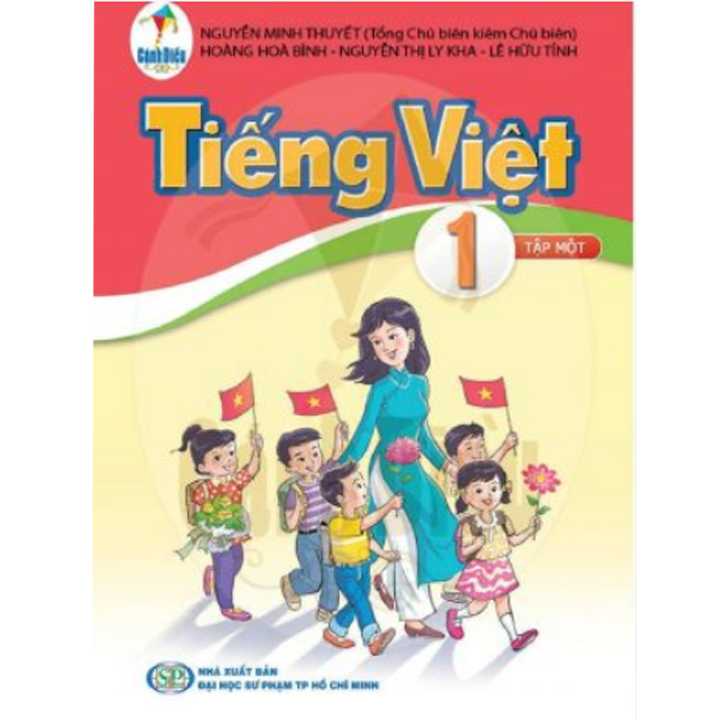 Cánh Diều
NGUYỄN MINH THUYẾT (Tổng Chủ biên kiêm Chủ biên)
HOÀNG HOÀ BÌNH - NGUYỄN THỊ LY KHA - LÊ HỮU TỈNH
Tiếng Việt
1
TẬP MỘT
SP
NHÀ XUẤT BẢN
ĐẠI HỌC SƯ PHẠM TP HỒ CHÍ MINH